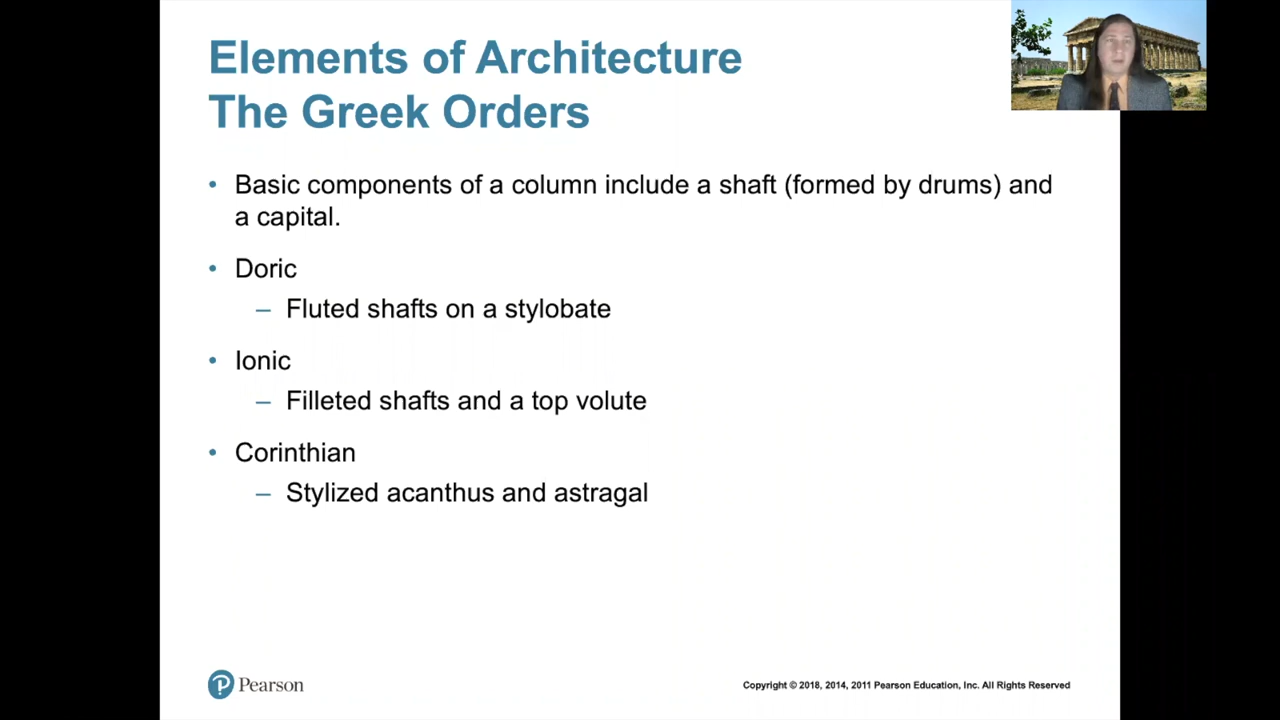 Elements of Architecture
The Greek Orders
• Basic components of a column include a shaft (formed by drums) and
a capital.
• Doric
– Fluted shafts on a stylobate
• Ionic
– Filleted shafts and a top volute
• Corinthian
– Stylized acanthus and astragal
Pearson
Copyright © 2018, 2014, 2011 Pearson Education, Inc. All Rights Reserved